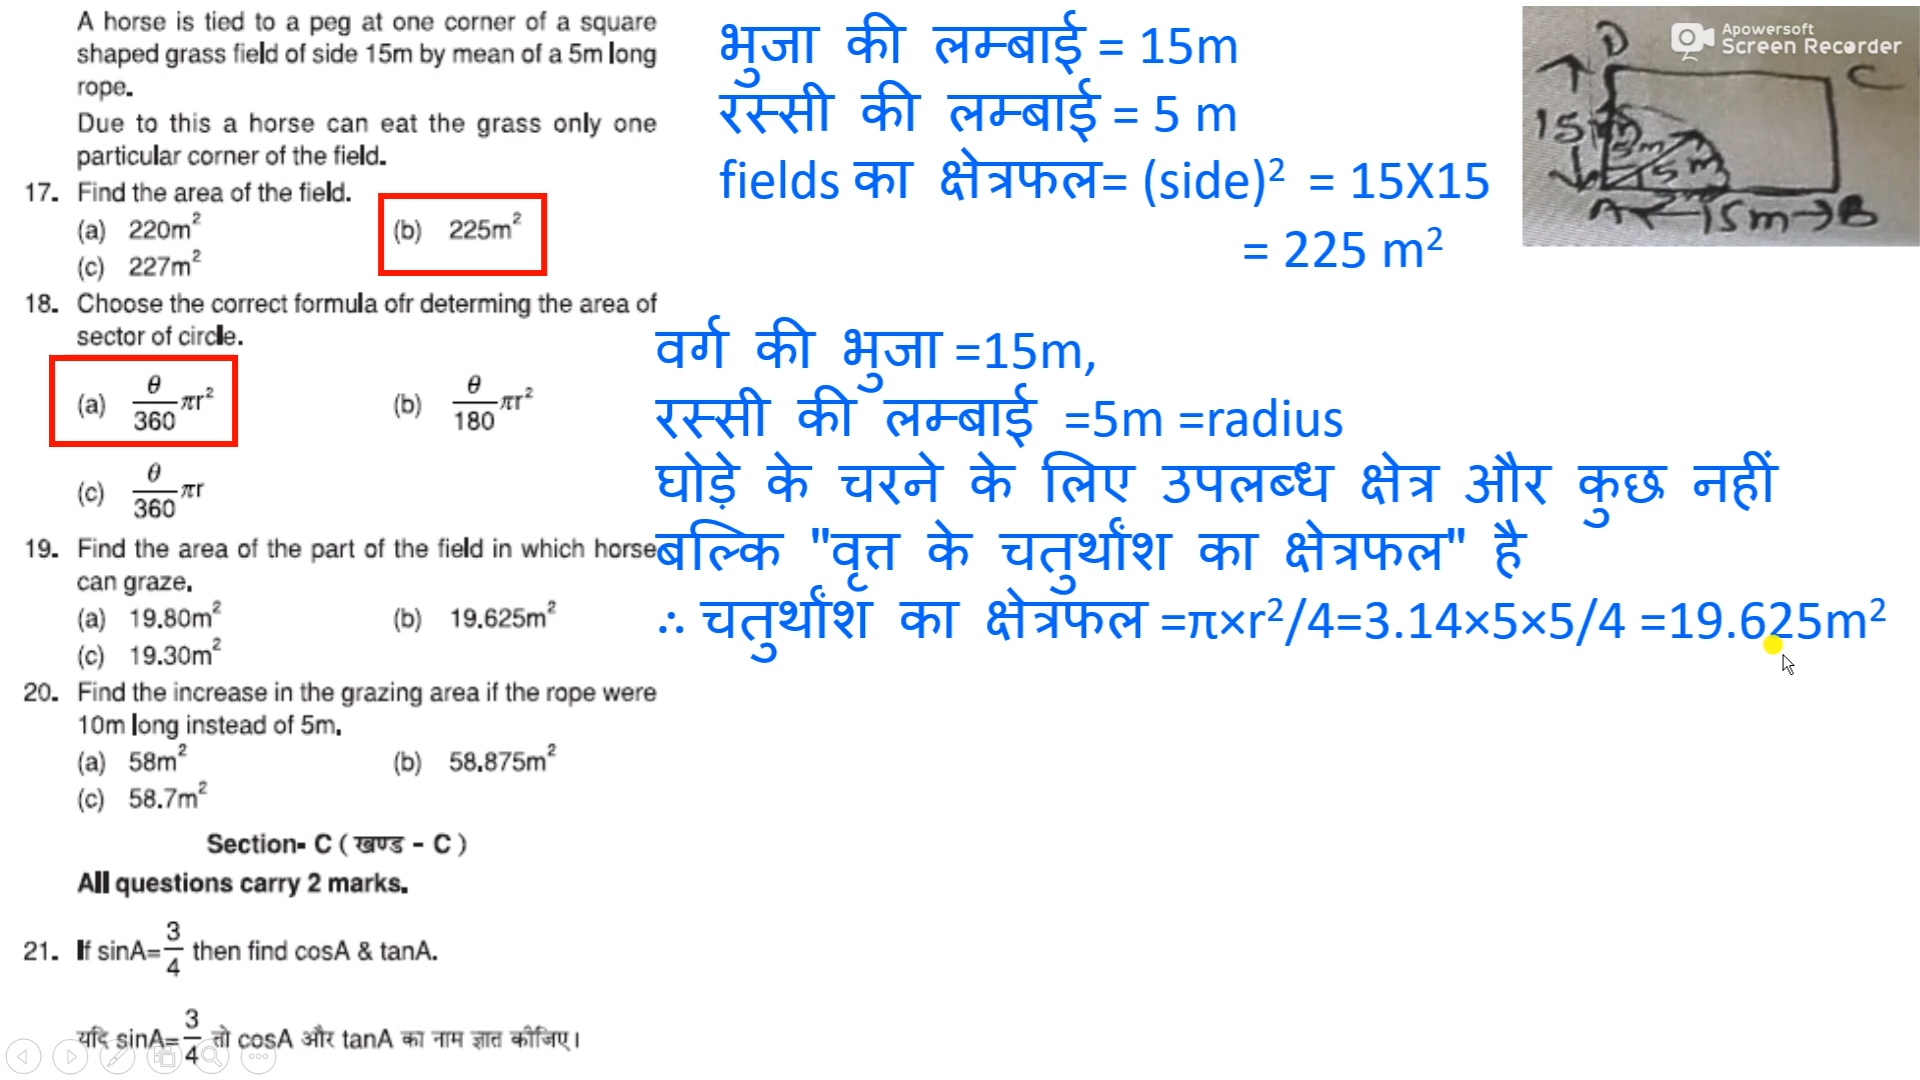 A horse is tied to a peg at one corner of a square
shaped grass field of side 15m by mean of a 5m long
rope.
Due to this a horse can eat the grass only one
particular corner of the field.
17. Find the area of the field.
(a) 220m² (b) 225m²
(c) 227m²
18. Choose the correct formula ofr determing the area of
sector of circle.
(a) θ/360 πr² (b) θ/180 πr²
(c) θ/360 πr
19. Find the area of the part of the field in which horse
can graze.
(a) 19.80m² (b) 19.625m²
(c) 19.30m²
20. Find the increase in the grazing area if the rope were
10m long instead of 5m.
(a) 58m² (b) 58.875m²
(c) 58.7m²
Section- C ( खण्ड - C )
All questions carry 2 marks.
21. If sinA=3/4 then find cosA & tanA.
यदि sinA=3/4 तो cosA और tanA का नाम ज्ञात कीजिए।
भुजा की लम्बाई = 15m
रस्सी की लम्बाई = 5 m
fields का क्षेत्रफल= (side)² = 15X15
= 225 m²
वर्ग की भुजा =15m,
रस्सी की लम्बाई =5m =radius
घोड़े के चरने के लिए उपलब्ध क्षेत्र और कुछ नहीं
बल्कि "वृत्त के चतुर्थांश का क्षेत्रफल" है
∴ चतुर्थांश का क्षेत्रफल =π×r²/4=3.14×5×5/4 =19.625m²
Apowersoft
Screen Recorder
D
C
15m
5m
5m
A ←15m→ B